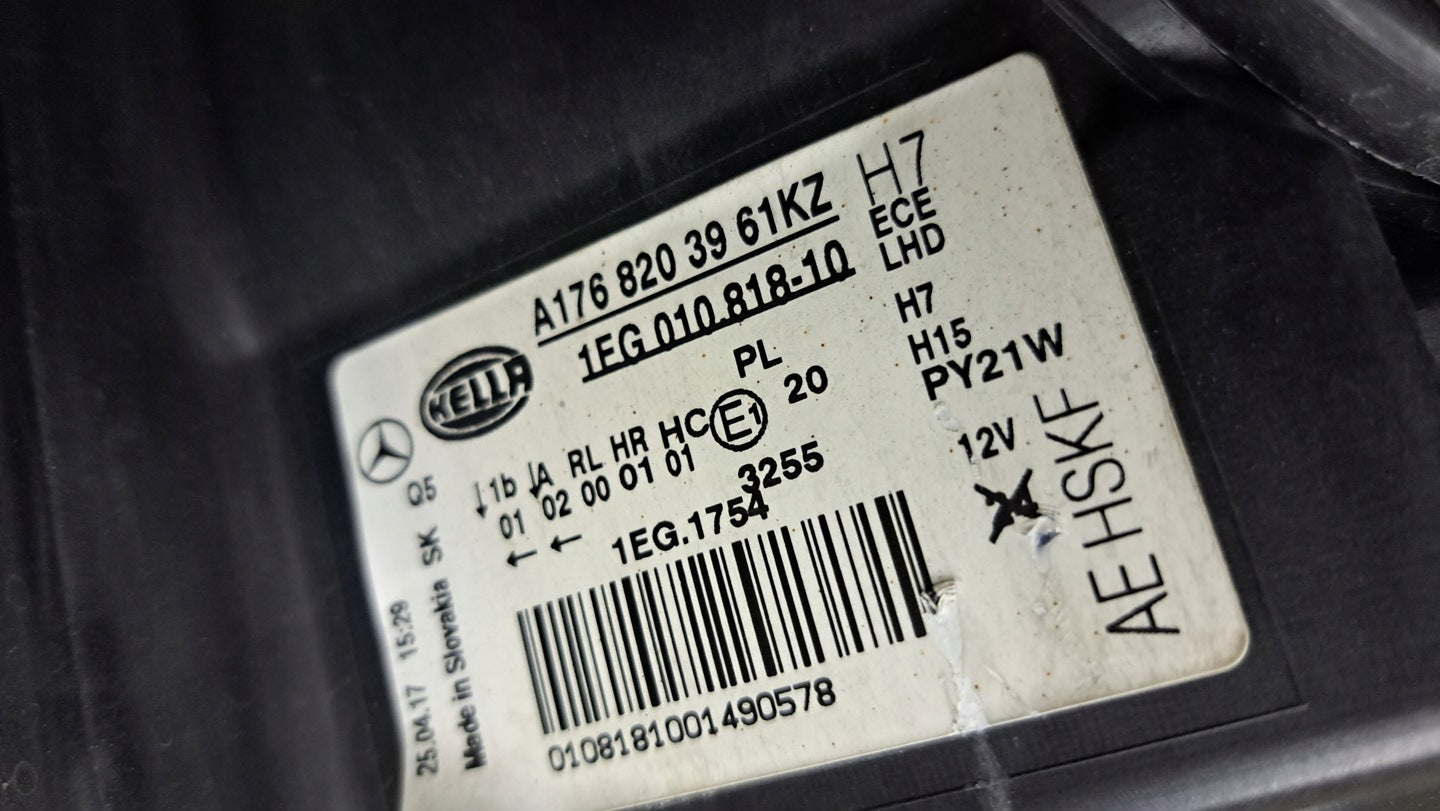 A176 820 39 61KZ
1EG 010.818-10
H7
ECE
LHD
HELLA
PL
H7
H15
PY21W
1b A RL HR HC E1 20
01 02 00 01 01 3255
← ←
1EG.1754
12V
AE HSKF
0108181001490578
Q5
SK
25.04.17 15:29
Made in Slovakia